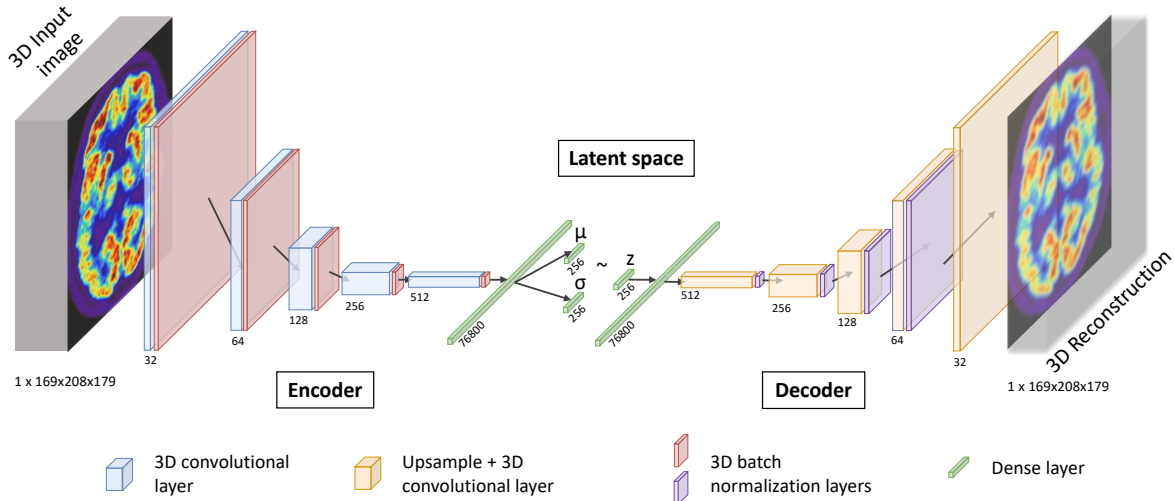 3D Input
image
1 x 169x208x179
32
64
128
256
512
76800
Encoder
Latent space
μ
256
σ
256
~
z
256
76800
512
256
128
64
32
Decoder
3D Reconstruction
1 x 169x208x179
3D convolutional
layer
Upsample + 3D
convolutional layer
3D batch
normalization layers
Dense layer